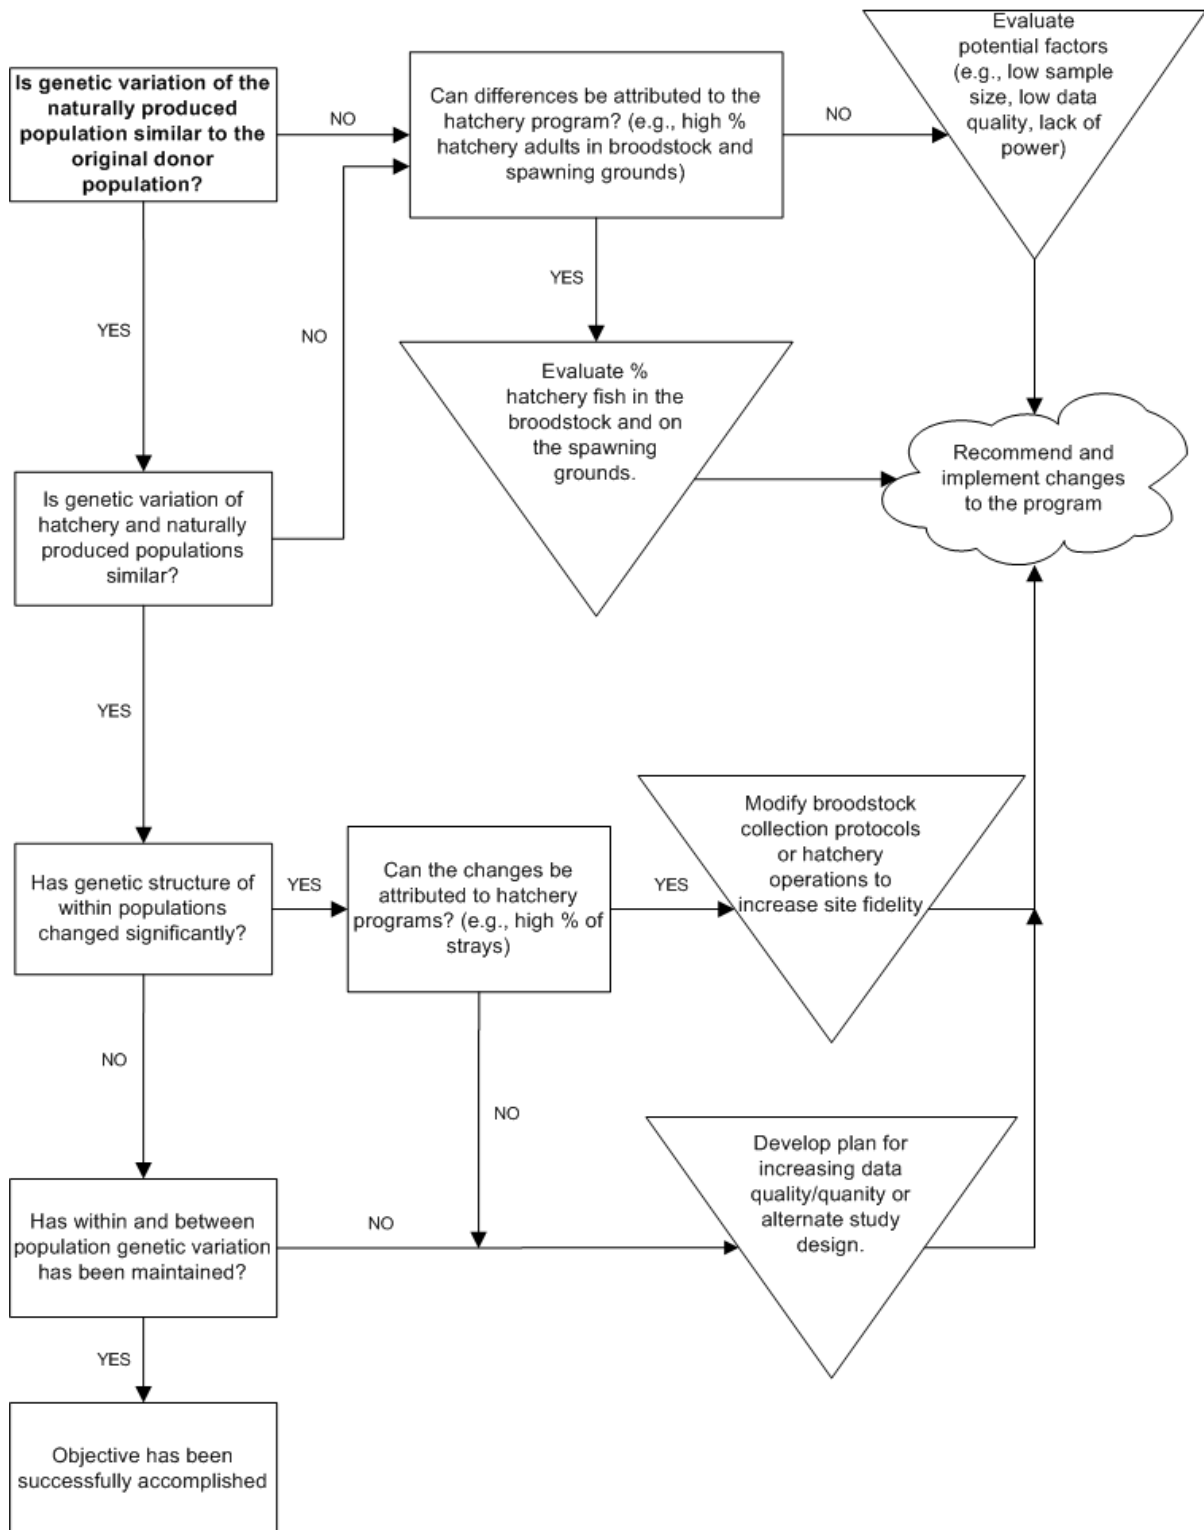 Is genetic variation of the
naturally produced
population similar to the
original donor
population?
NO
Can differences be attributed to the
hatchery program? (e.g., high %
hatchery adults in broodstock and
spawning grounds)
NO
Evaluate
potential factors
(e.g., low sample
size, low data
quality, lack of
power)
YES
NO
YES
Evaluate %
hatchery fish in the
broodstock and on
the spawning
grounds.
Recommend and
implement changes
to the program
Is genetic variation of
hatchery and naturally
produced populations
similar?
YES
Has genetic structure of
within populations
changed significantly?
YES
Can the changes be
attributed to hatchery
programs? (e.g., high % of
strays)
YES
Modify broodstock
collection protocols
or hatchery
operations to
increase site fidelity
NO
NO
Has within and between
population genetic variation
has been maintained?
NO
Develop plan for
increasing data
quality/quanity or
alternate study
design.
YES
Objective has been
successfully accomplished